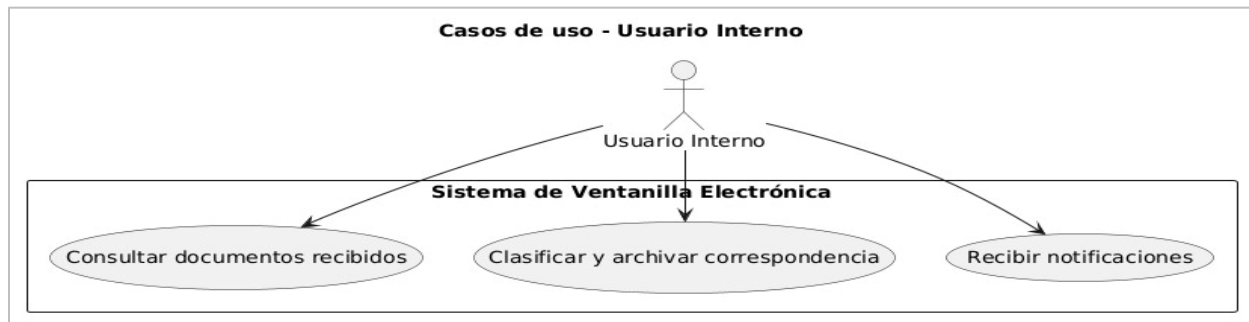 Casos de uso - Usuario Interno
Usuario Interno
Sistema de Ventanilla Electrónica
Consultar documentos recibidos
Clasificar y archivar correspondencia
Recibir notificaciones